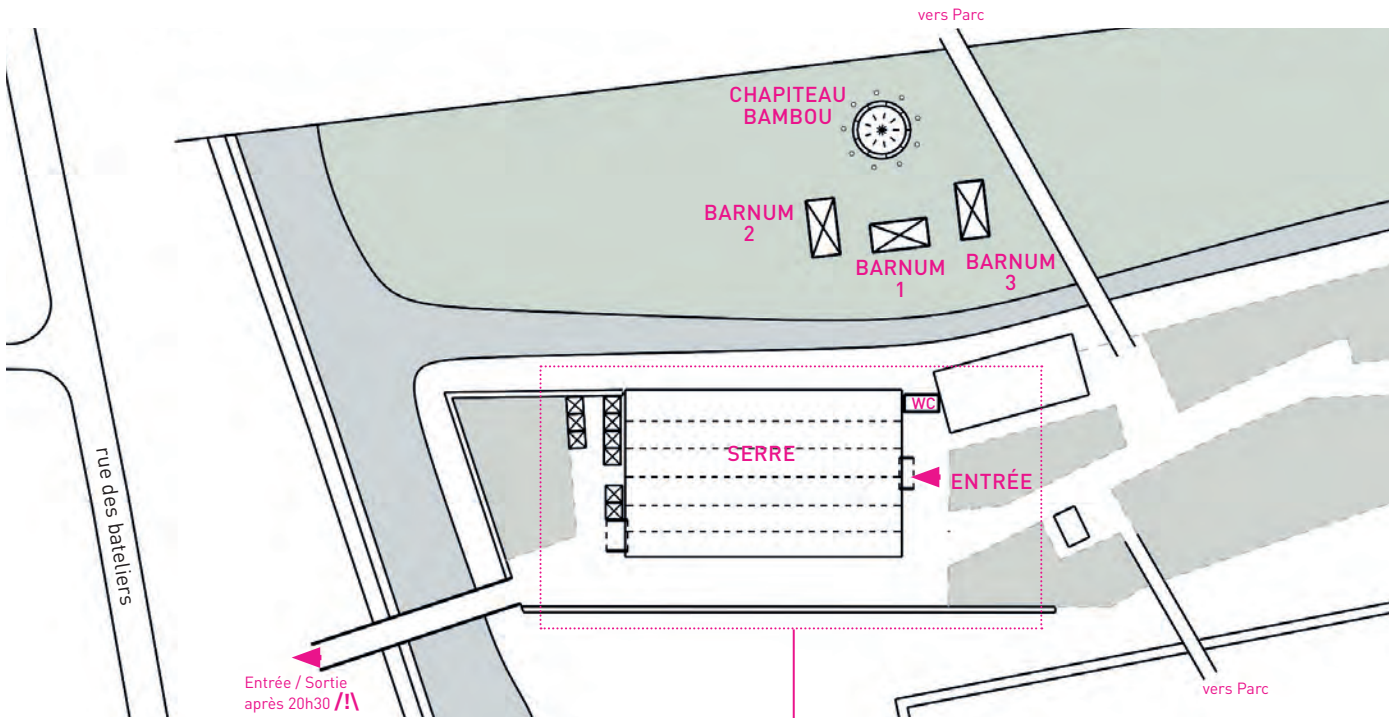 vers Parc
CHAPITEAU
BAMBOU
BARNUM
2
BARNUM
1
BARNUM
3
WC
SERRE
ENTRÉE
rue des bateliers
Entrée / Sortie
après 20h30 /!\
vers Parc